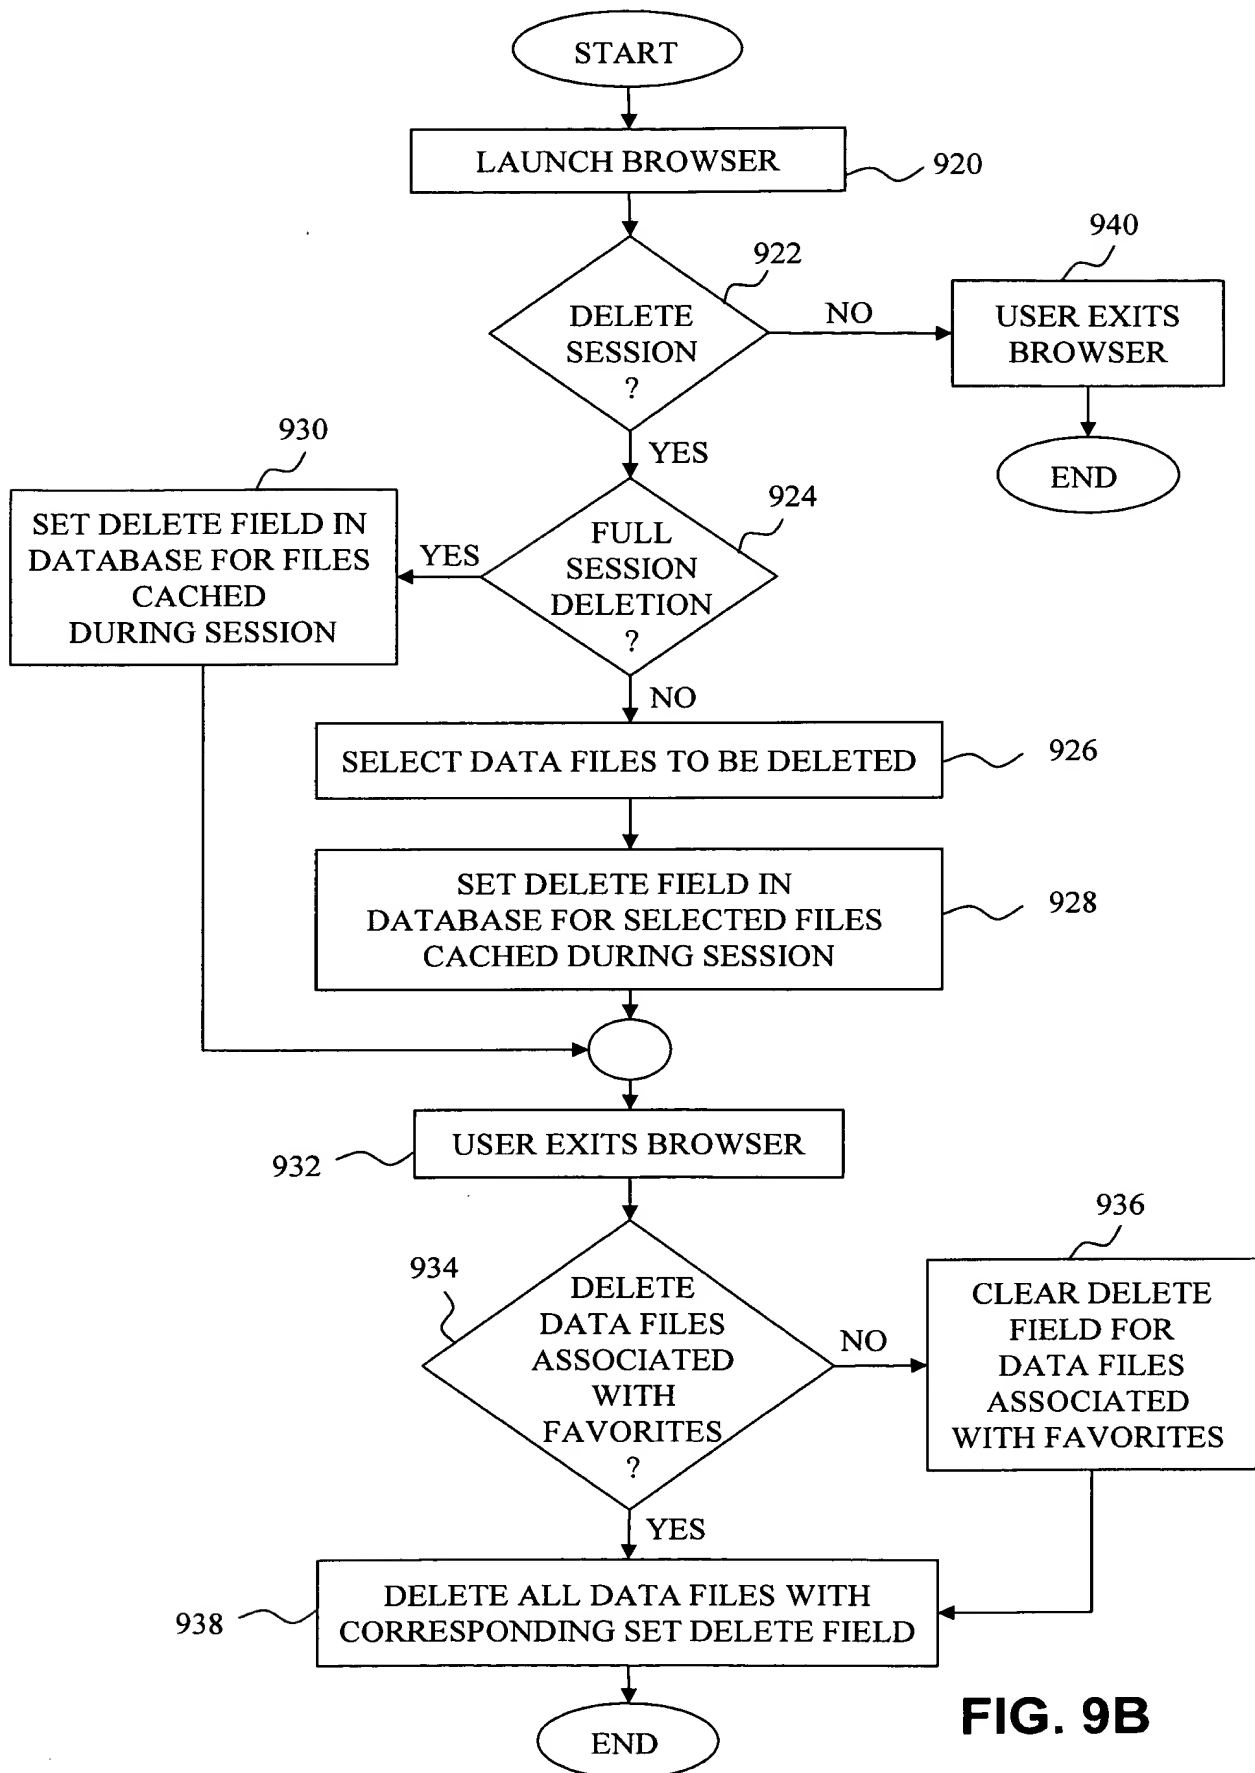 START
LAUNCH BROWSER
920
922
DELETE
SESSION
?
NO
940
USER EXITS
BROWSER
END
YES
930
SET DELETE FIELD IN
DATABASE FOR FILES
CACHED
DURING SESSION
YES
924
FULL
SESSION
DELETION
?
NO
SELECT DATA FILES TO BE DELETED
926
SET DELETE FIELD IN
DATABASE FOR SELECTED FILES
CACHED DURING SESSION
928
USER EXITS BROWSER
932
934
DELETE
DATA FILES
ASSOCIATED
WITH
FAVORITES
?
NO
936
CLEAR DELETE
FIELD FOR
DATA FILES
ASSOCIATED
WITH FAVORITES
YES
DELETE ALL DATA FILES WITH
CORRESPONDING SET DELETE FIELD
938
END
FIG. 9B